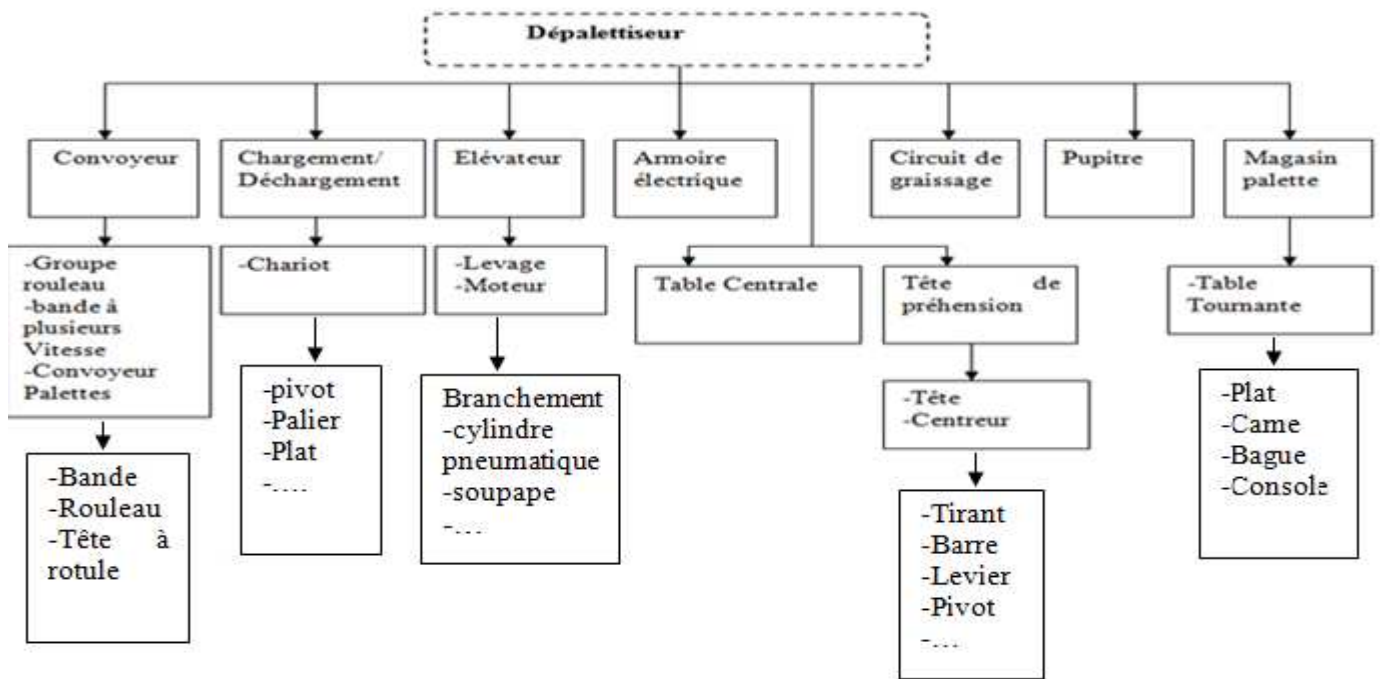 Dépalettiseur
Convoyeur
Chargement/
Déchargement
Elévateur
Armoire
électrique
Circuit de
graissage
Pupitre
Magasin
palette
-Groupe
rouleau
-bande à
plusieurs
Vitesse
-Convoyeur
Palettes
-Chariot
-Levage
-Moteur
Table Centrale
Tête de
préhension
-Table
Tournante
-Bande
-Rouleau
-Tête à
rotule
-pivot
-Palier
-Plat
-....
Branchement
-cylindre
pneumatique
-soupape
-...
-Tête
-Centreur
-Tirant
-Barre
-Levier
-Pivot
-...
-Plat
-Came
-Bague
-Console